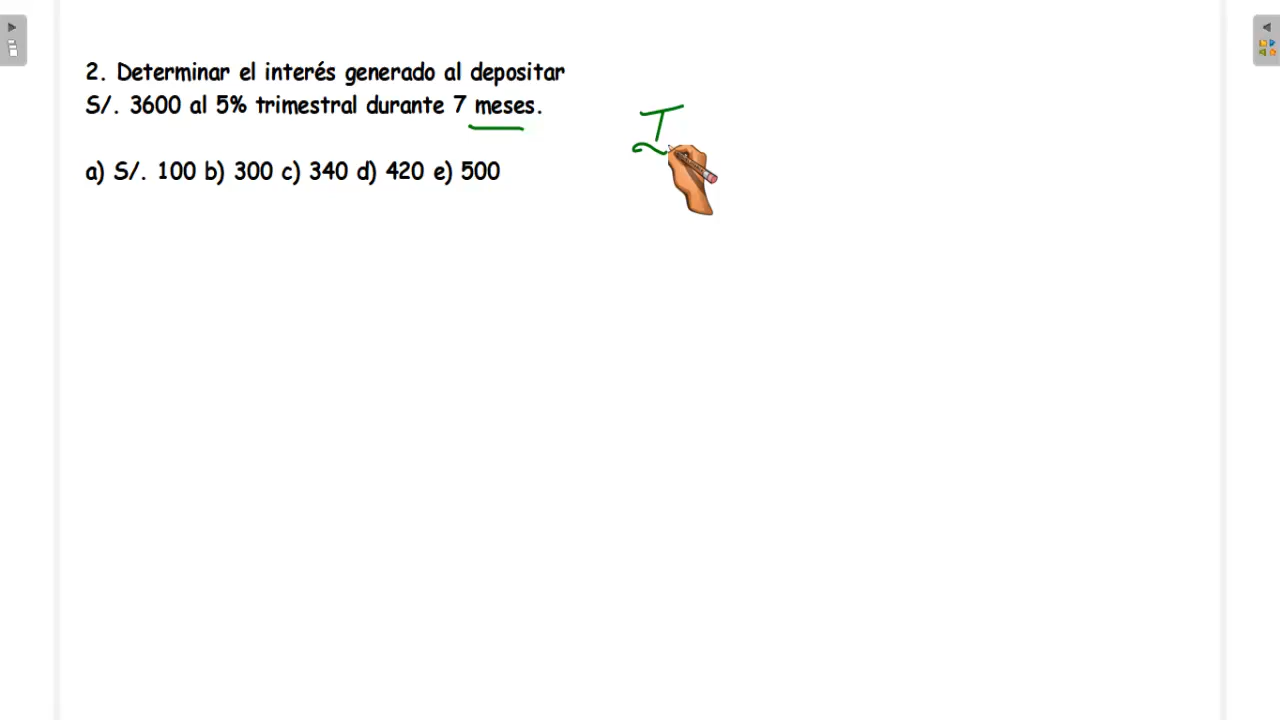 2. Determinar el interés generado al depositar
S/. 3600 al 5% trimestral durante 7 meses.
I
a) S/. 100 b) 300 c) 340 d) 420 e) 500